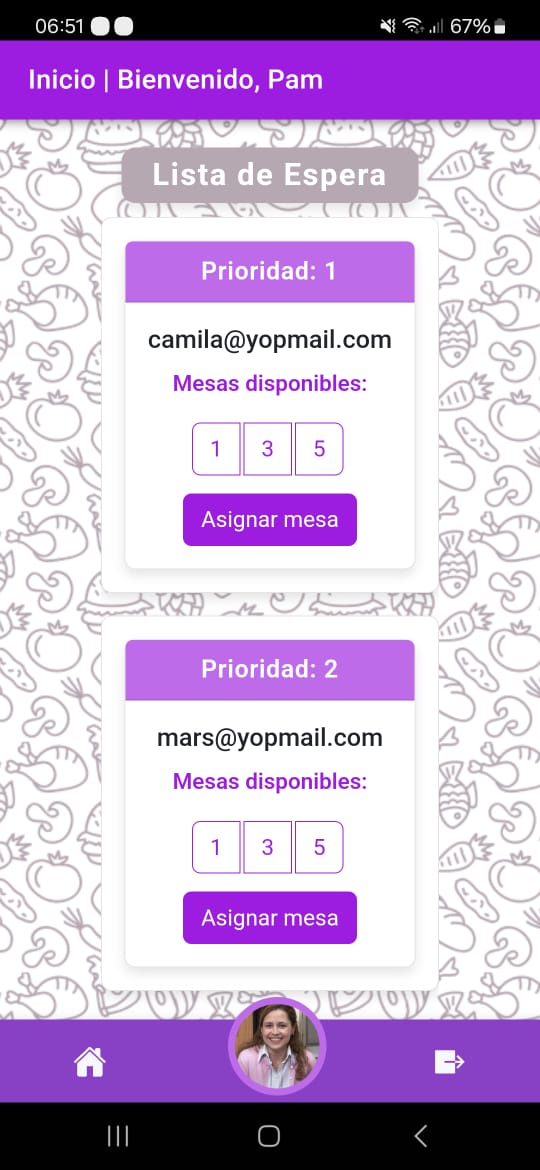 06:51
67%
Inicio | Bienvenido, Pam
Lista de Espera
Prioridad: 1
camila@yopmail.com
Mesas disponibles:
1 3 5
Asignar mesa
Prioridad: 2
mars@yopmail.com
Mesas disponibles:
1 3 5
Asignar mesa